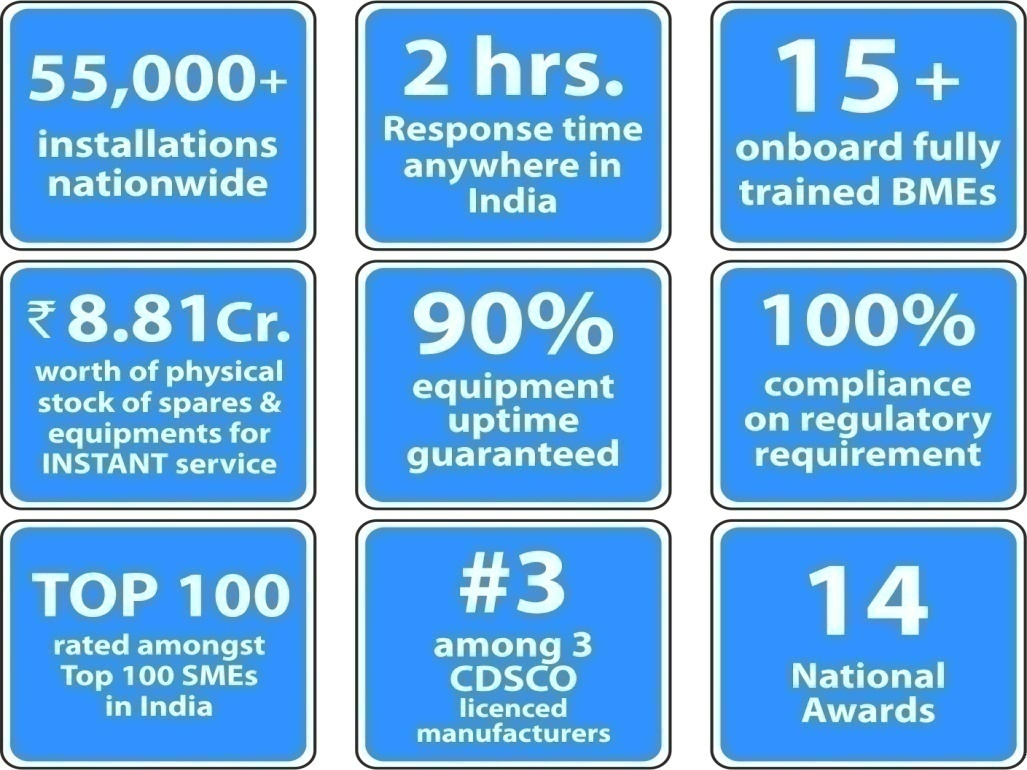 55,000+
installations
nationwide
2 hrs.
Response time
anywhere in
India
15+
onboard fully
trained BMEs
₹ 8.81Cr.
worth of physical
stock of spares &
equipments for
INSTANT service
90%
equipment
uptime
guaranteed
100%
compliance
on regulatory
requirement
TOP 100
rated amongst
Top 100 SMEs
in India
#3
among 3
CDSCO
licenced
manufacturers
14
National
Awards